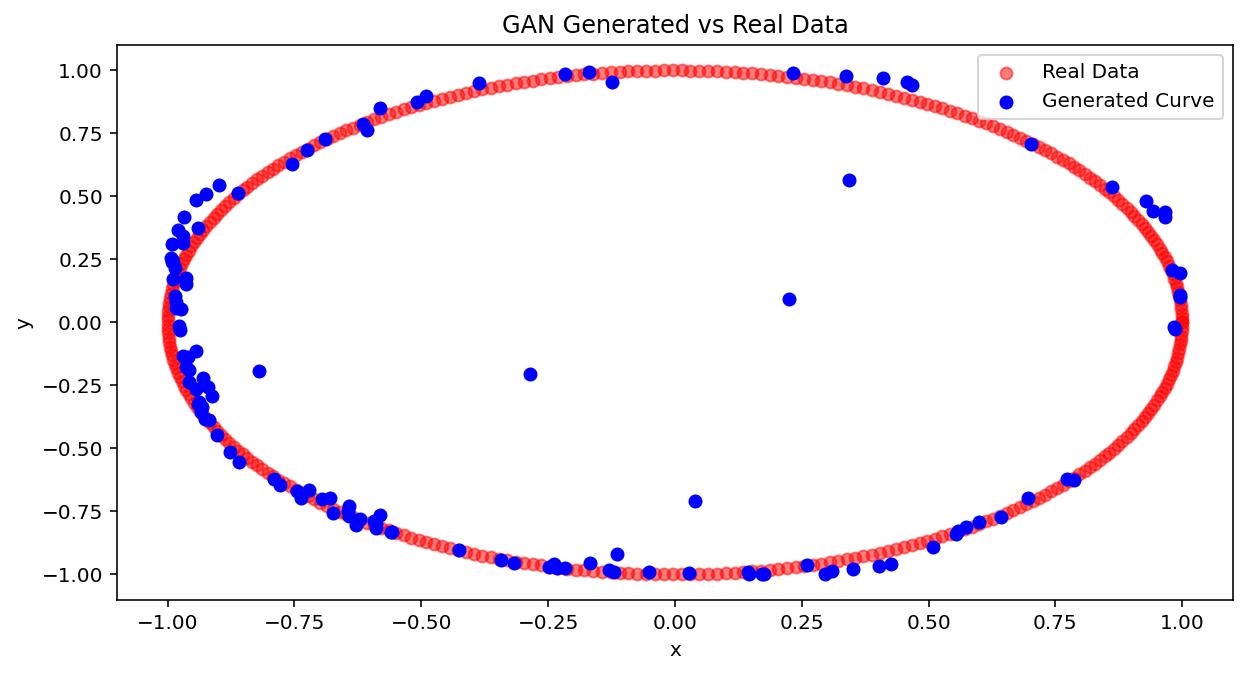 GAN Generated vs Real Data
Real Data
Generated Curve
1.00
0.75
0.50
0.25
0.00
−0.25
−0.50
−0.75
−1.00
y
−1.00 −0.75 −0.50 −0.25 0.00 0.25 0.50 0.75 1.00
x